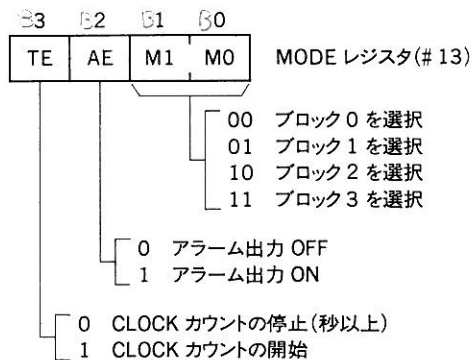 B3 B2 B1 B0
TE AE M1 M0 MODE レジスタ(#13)
00 ブロック 0 を選択
01 ブロック 1 を選択
10 ブロック 2 を選択
11 ブロック 3 を選択
0 アラーム出力 OFF
1 アラーム出力 ON
0 CLOCK カウントの停止(秒以上)
1 CLOCK カウントの開始